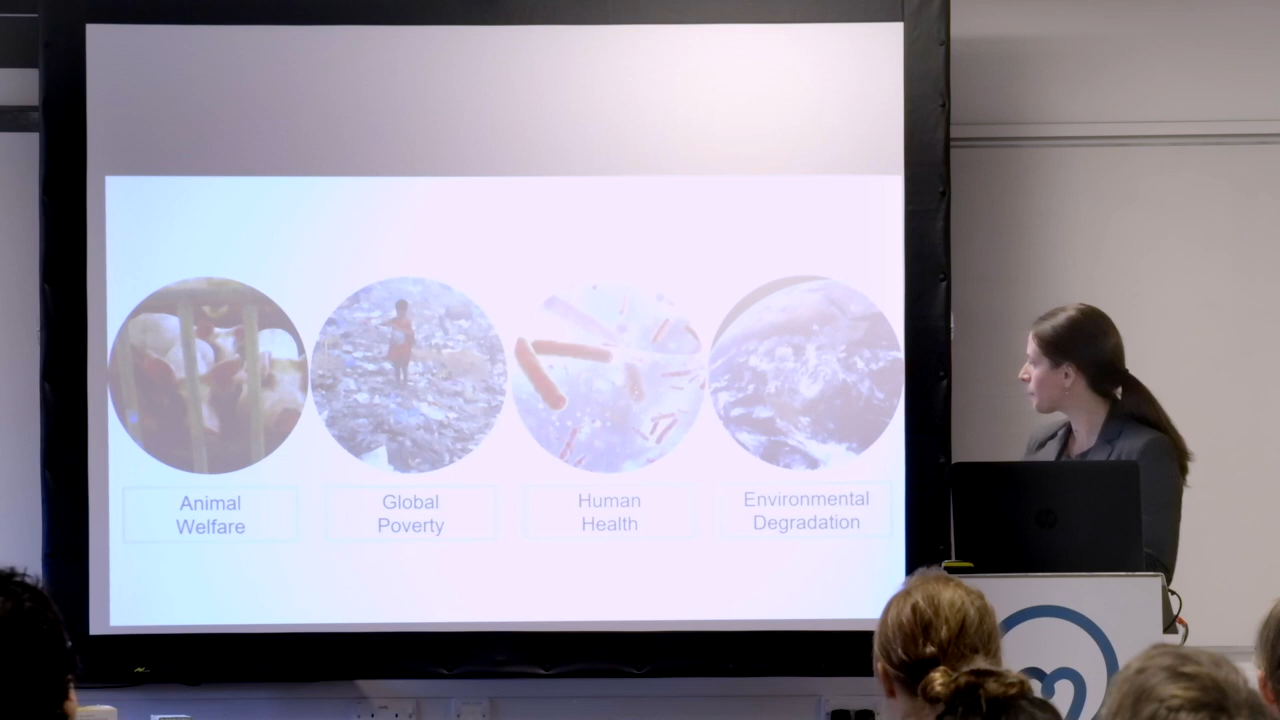 Animal
Welfare
Global
Poverty
Human
Health
Environmental
Degradation